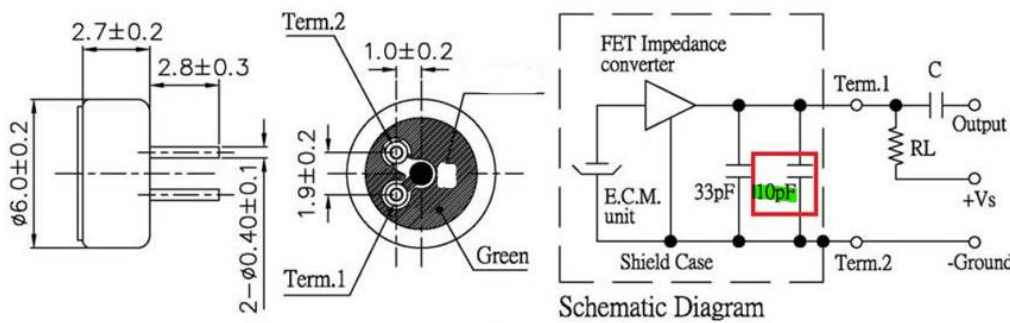 2.7±0.2
2.8±0.3
ø6.0±0.2
2-ø0.40±0.1
Term.2
1.0±0.2
1.9±0.2
Term.1
Green
FET Impedance
converter
E.C.M.
unit
33pF
10pF
Shield Case
Term.1
C
Output
RL
+Vs
Term.2
-Ground
Schematic Diagram